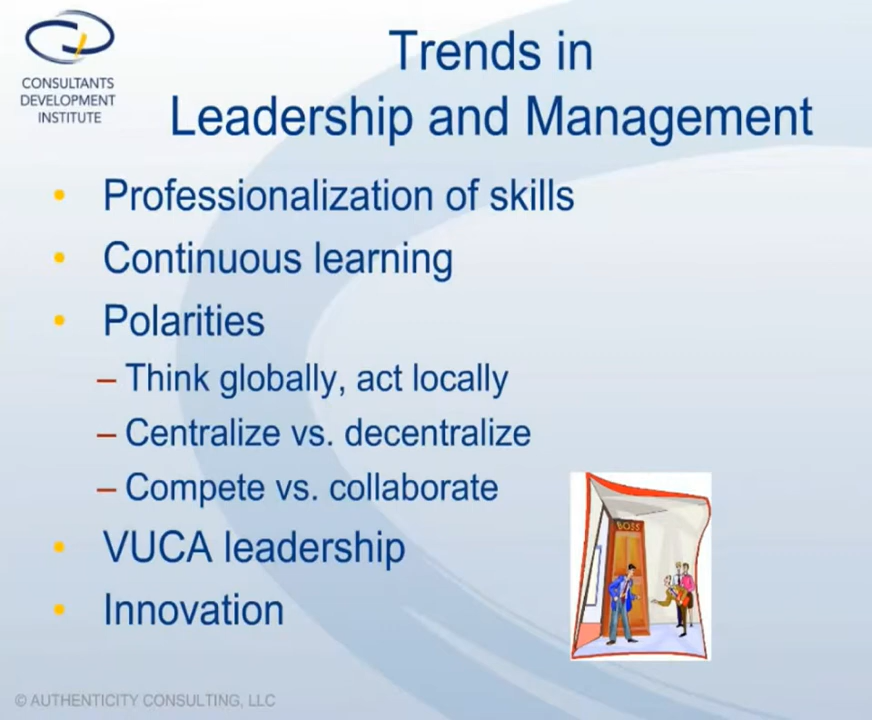 CONSULTANTS
DEVELOPMENT
INSTITUTE
Trends in
Leadership and Management
• Professionalization of skills
• Continuous learning
• Polarities
– Think globally, act locally
– Centralize vs. decentralize
– Compete vs. collaborate
• VUCA leadership
• Innovation
BOSS
© AUTHENTICITY CONSULTING, LLC